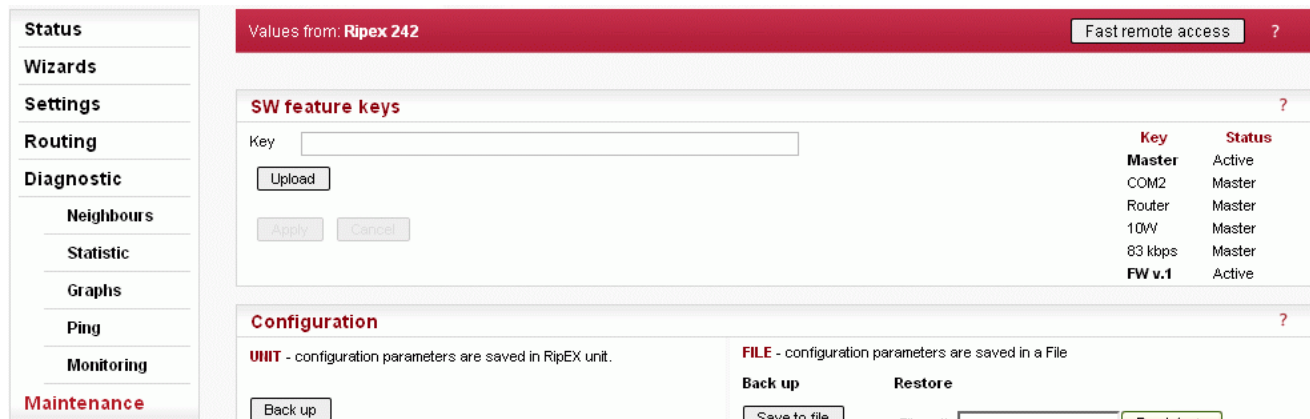 Status
Wizards
Settings
Routing
Diagnostic
Neighbours
Statistic
Graphs
Ping
Monitoring
Maintenance
Values from: Ripex 242
Fast remote access
?
SW feature keys
?
Key
Upload
Apply
Cancel
Key Status
Master Active
COM2 Master
Router Master
10W Master
83 kbps Master
FW v.1 Active
Configuration
?
UNIT - configuration parameters are saved in RipEX unit.
Back up
FILE - configuration parameters are saved in a File
Back up Restore
Save to file